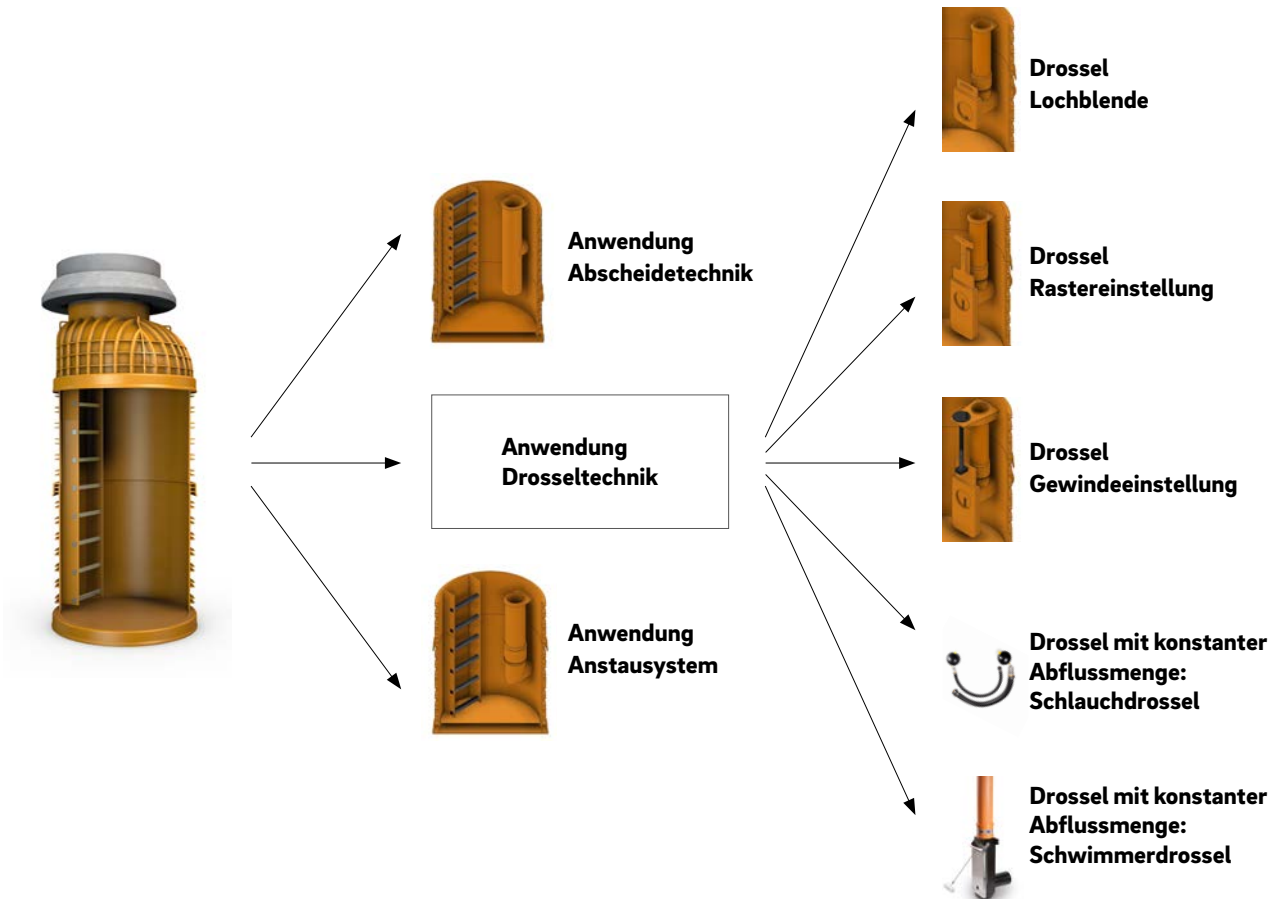 Anwendung
Abscheidetechnik
Anwendung
Drosseltechnik
Anwendung
Anstausystem
Drossel
Lochblende
Drossel
Rastereinstellung
Drossel
Gewindeeinstellung
Drossel mit konstanter
Abflussmenge:
Schlauchdrossel
Drossel mit konstanter
Abflussmenge:
Schwimmerdrossel